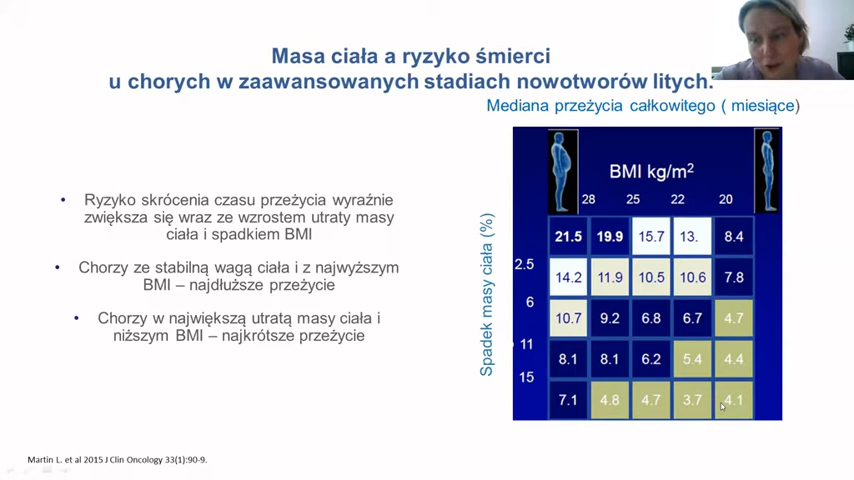 Masa ciała a ryzyko śmierci
u chorych w zaawansowanych stadiach nowotworów litych.
Mediana przeżycia całkowitego ( miesiące)
• Ryzyko skrócenia czasu przeżycia wyraźnie
zwiększa się wraz ze wzrostem utraty masy
ciała i spadkiem BMI
• Chorzy ze stabilną wagą ciała i z najwyższym
BMI – najdłuższe przeżycie
• Chorzy w największą utratą masy ciała i
niższym BMI – najkrótsze przeżycie
Spadek masy ciała (%)
BMI kg/m²
28 25 22 20
21.5 19.9 15.7 13. 8.4
2.5
14.2 11.9 10.5 10.6 7.8
6
10.7 9.2 6.8 6.7 4.7
11
8.1 8.1 6.2 5.4 4.4
15
7.1 4.8 4.7 3.7 4.1
Martin L. et al 2015 J Clin Oncology 33(1):90-9.